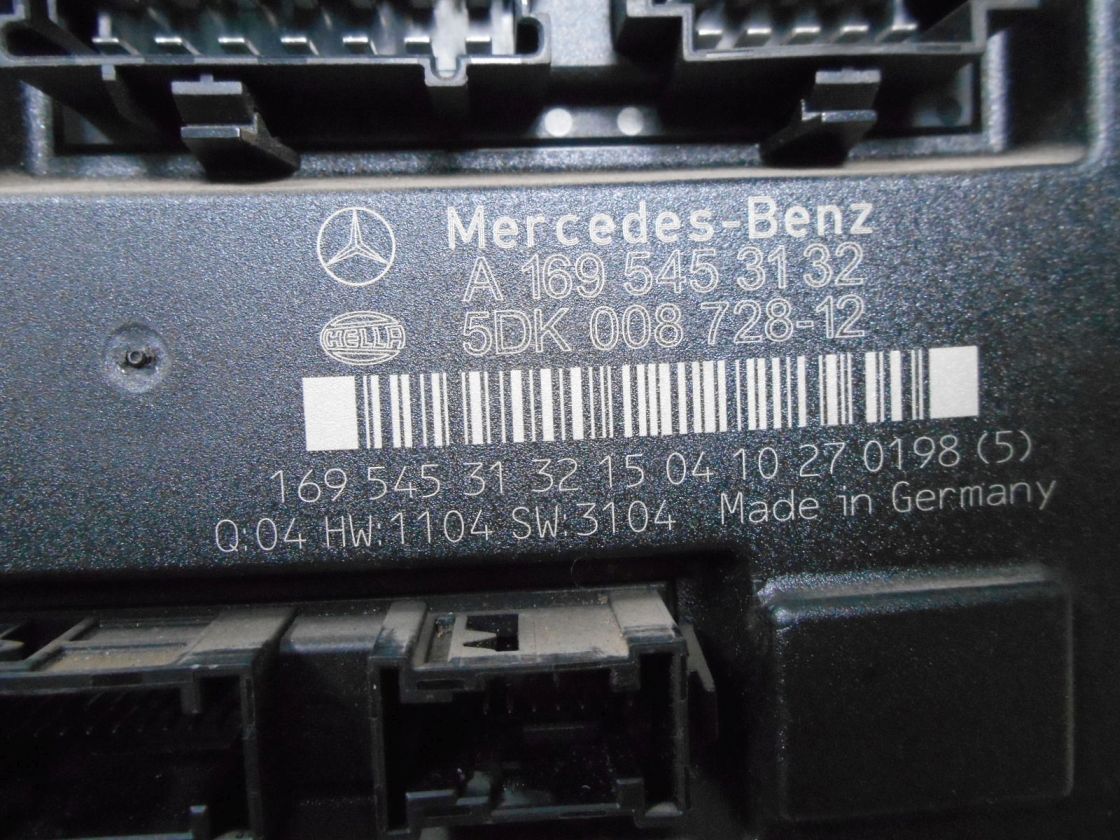 Mercedes-Benz
A 169 545 31 32
HELLA
5DK 008 728-12
169 545 31 32 15 04 10 27 0198 (5)
Q:04 HW:1104 SW:3104 Made in Germany